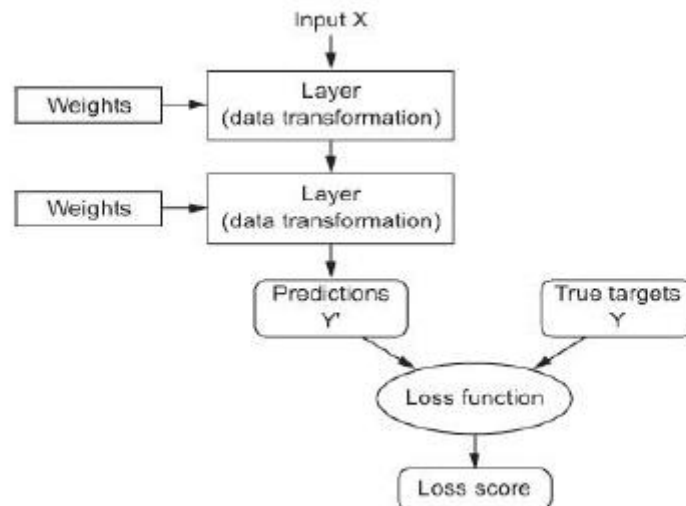 Input X
Weights
Layer
(data transformation)
Weights
Layer
(data transformation)
Predictions
Y'
True targets
Y
Loss function
Loss score